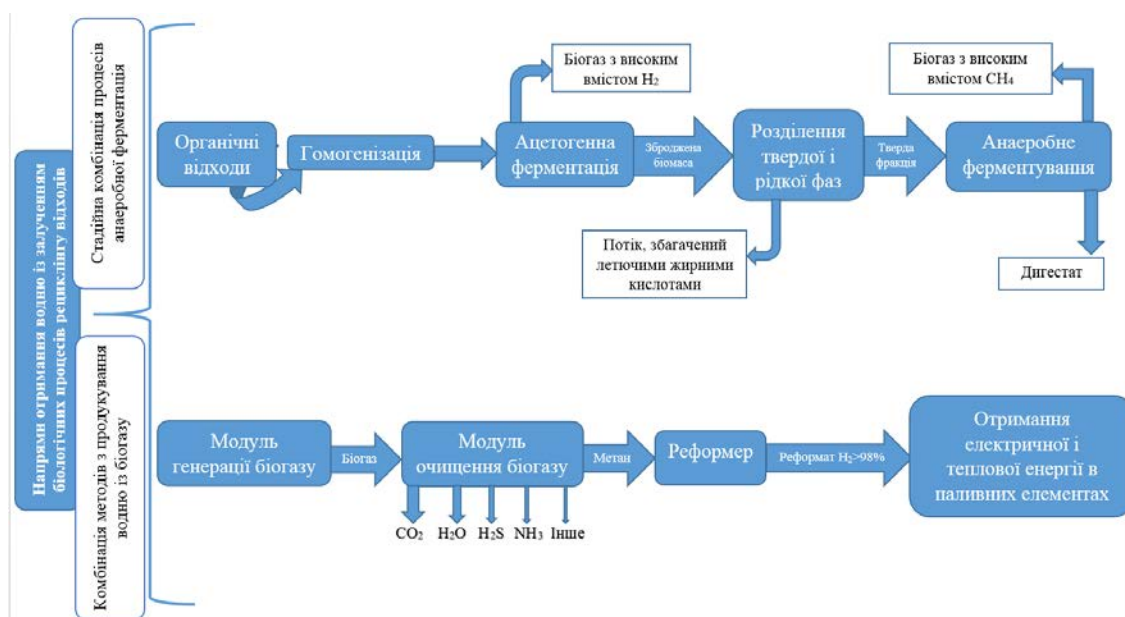 Напрями отримання водню із залученням
біологічних процесів рециклінгу відходів
Стадійна комбінація процесів
анаеробної ферментація
Органічні
відходи
Гомогенізація
Біогаз з високим
вмістом H₂
Ацетогенна
ферментація
Зброджена
біомаса
Розділення
твердої і
рідкої фаз
Потік, збагачений
летючими жирними
кислотами
Тверда
фракція
Біогаз з високим
вмістом CH₄
Анаеробне
ферментування
Дигестат
Комбінація методів з продукування
водню із біогазу
Модуль
генерації біогазу
Біогаз
Модуль
очищення біогазу
CO₂ H₂O H₂S NH₃ Інше
Метан
Реформер
Реформат H₂>98%
Отримання
електричної і
теплової енергії в
паливних елементах